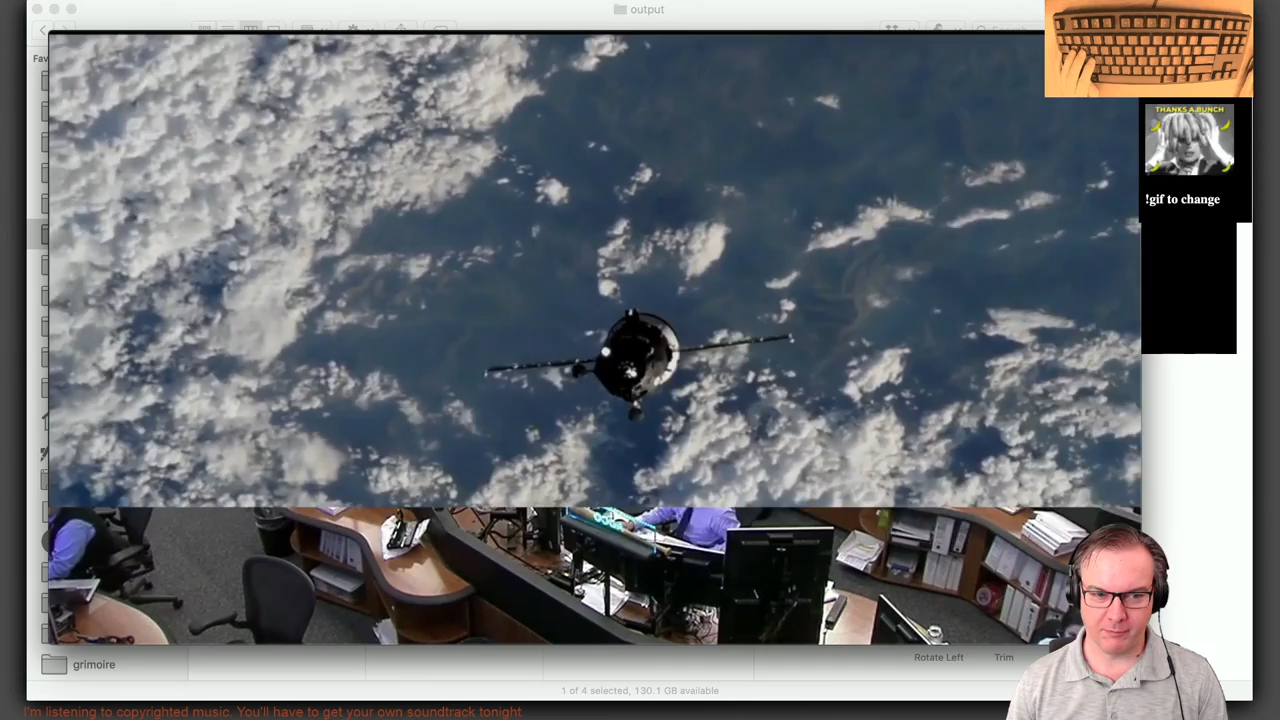 output
Fav
THANKS A BUNCH
!gif to change
grimoire
Rotate Left
Trim
1 of 4 selected, 130.1 GB available
I'm listening to copyrighted music. You'll have to get your own soundtrack tonight